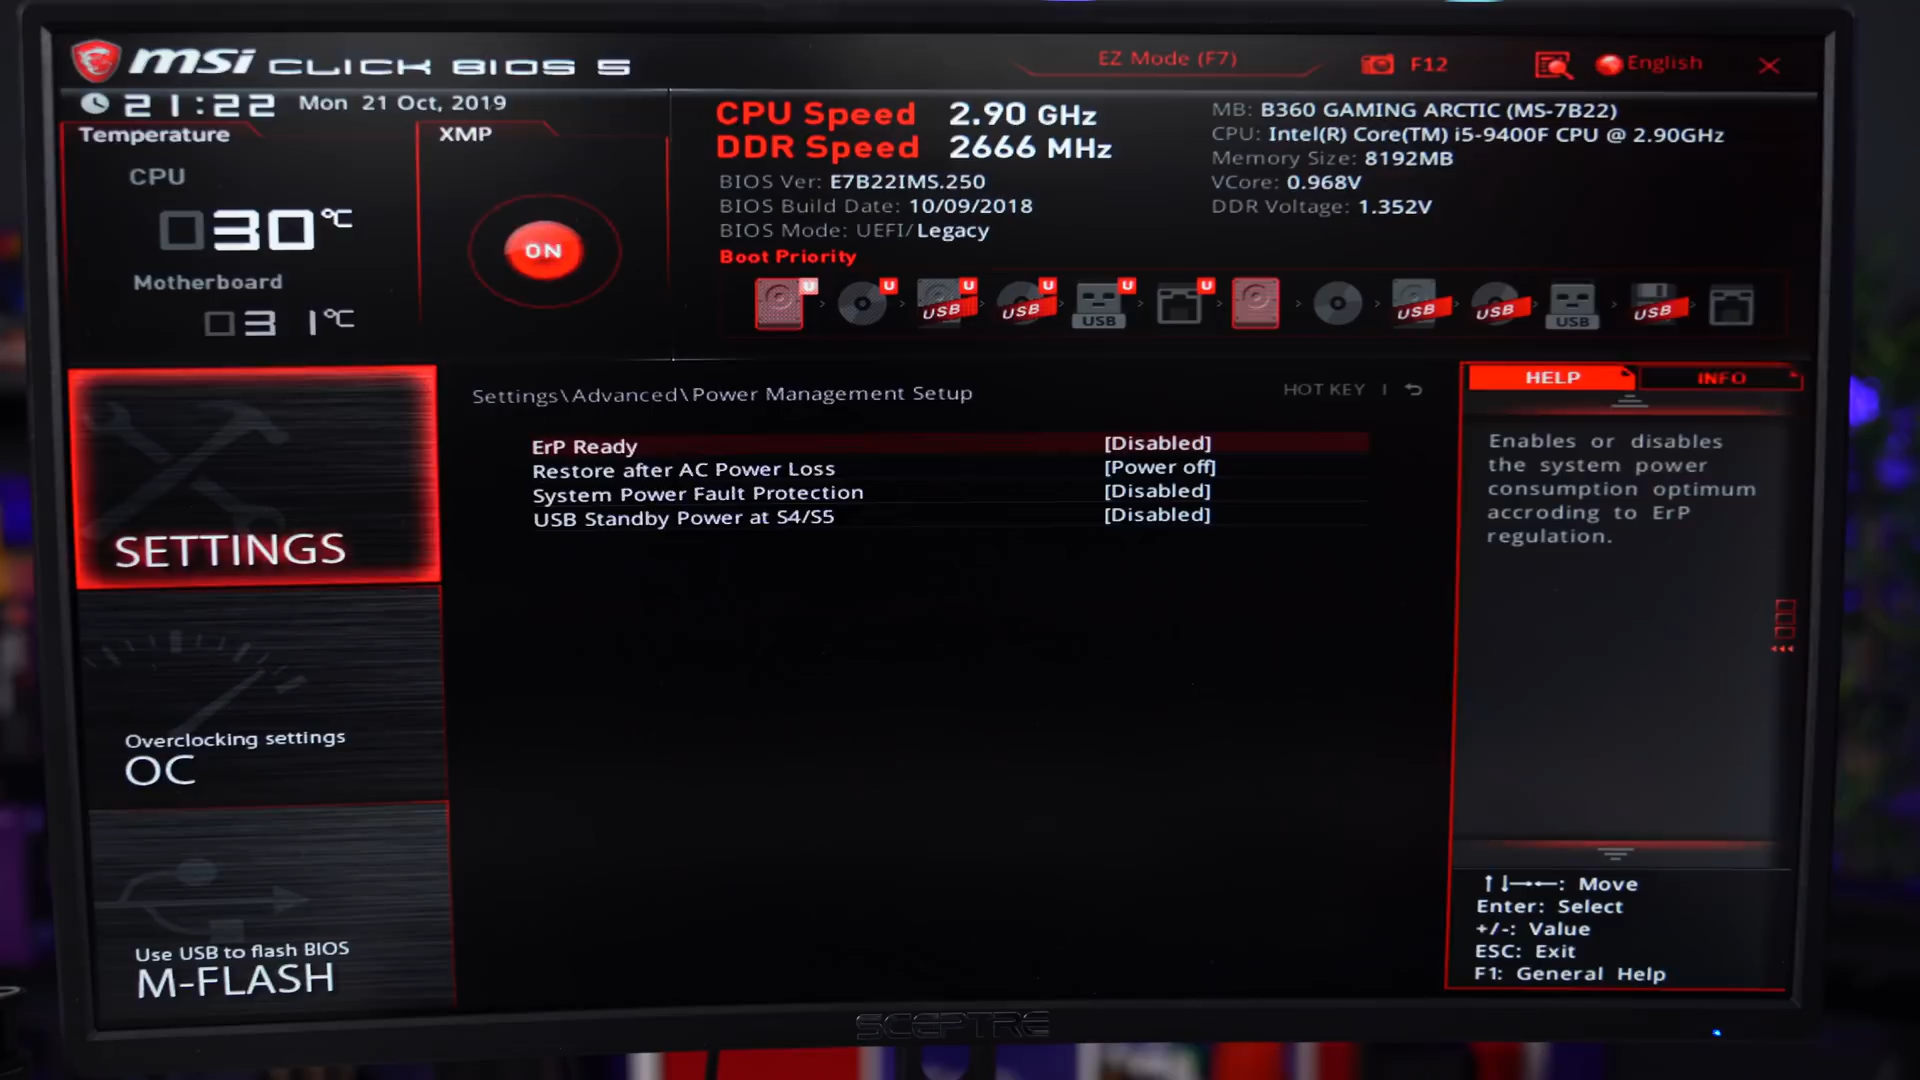 msi CLICK BIOS 5
EZ Mode (F7)
F12
English
21:22 Mon 21 Oct, 2019
Temperature
CPU
30°C
Motherboard
31°C
XMP
ON
CPU Speed 2.90 GHz
DDR Speed 2666 MHz
BIOS Ver: E7B22IMS.250
BIOS Build Date: 10/09/2018
BIOS Mode: UEFI/Legacy
Boot Priority
MB: B360 GAMING ARCTIC (MS-7B22)
CPU: Intel(R) Core(TM) i5-9400F CPU @ 2.90GHz
Memory Size: 8192MB
VCore: 0.968V
DDR Voltage: 1.352V
U U U U U U
USB USB USB USB USB USB USB
SETTINGS
Overclocking settings
OC
Use USB to flash BIOS
M-FLASH
Settings\Advanced\Power Management Setup
HOT KEY |
ErP Ready [Disabled]
Restore after AC Power Loss [Power off]
System Power Fault Protection [Disabled]
USB Standby Power at S4/S5 [Disabled]
HELP
INFO
Enables or disables
the system power
consumption optimum
accroding to ErP
regulation.
↑↓→←: Move
Enter: Select
+/-: Value
ESC: Exit
F1: General Help
SCEPTRE